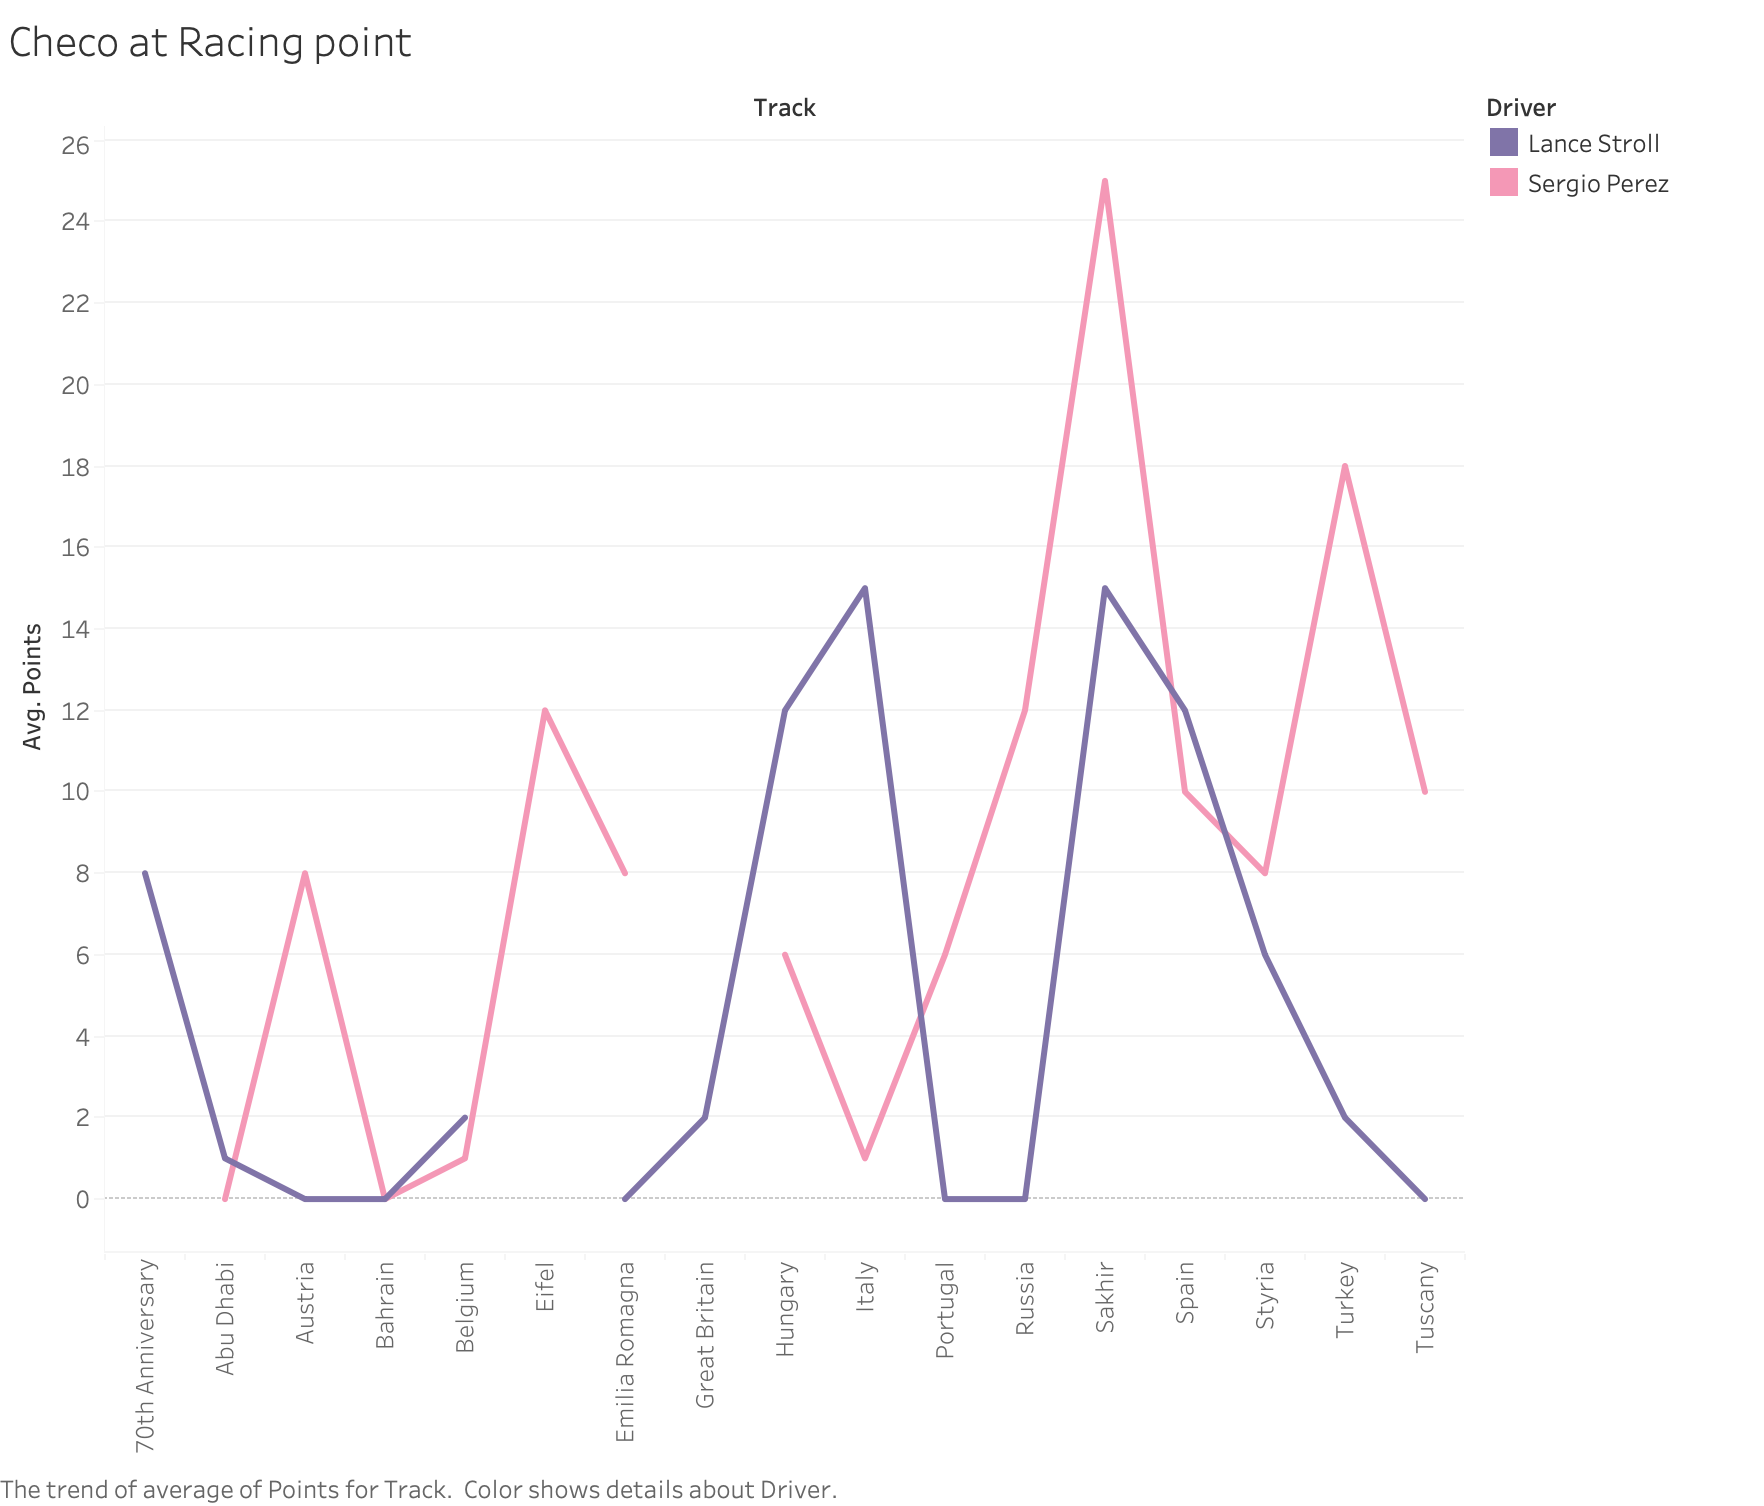 Checo at Racing point
Track
Driver
Lance Stroll
Sergio Perez
26
24
22
20
18
16
14
12
10
8
6
4
2
0
Avg. Points
70th Anniversary
Abu Dhabi
Austria
Bahrain
Belgium
Eifel
Emilia Romagna
Great Britain
Hungary
Italy
Portugal
Russia
Sakhir
Spain
Styria
Turkey
Tuscany
The trend of average of Points for Track.  Color shows details about Driver.